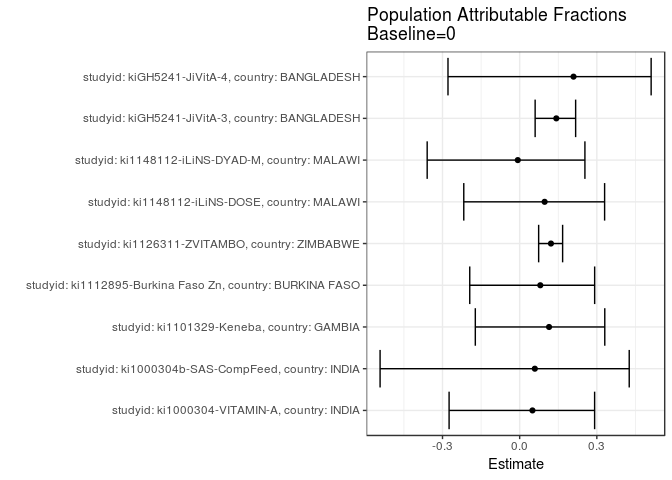 Population Attributable Fractions
Baseline=0
studyid: kiGH5241-JiVitA-4, country: BANGLADESH
studyid: kiGH5241-JiVitA-3, country: BANGLADESH
studyid: ki1148112-iLiNS-DYAD-M, country: MALAWI
studyid: ki1148112-iLiNS-DOSE, country: MALAWI
studyid: ki1126311-ZVITAMBO, country: ZIMBABWE
studyid: ki1112895-Burkina Faso Zn, country: BURKINA FASO
studyid: ki1101329-Keneba, country: GAMBIA
studyid: ki1000304b-SAS-CompFeed, country: INDIA
studyid: ki1000304-VITAMIN-A, country: INDIA
-0.3 0.0 0.3
Estimate